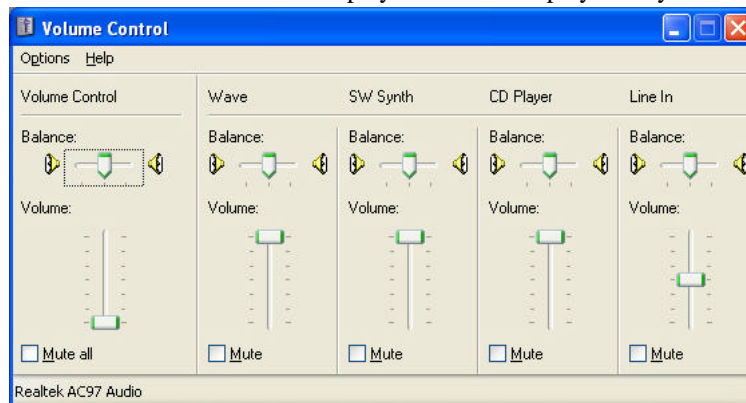 Volume Control
Options Help
Volume Control Wave SW Synth CD Player Line In
Balance: Balance: Balance: Balance: Balance:
Volume: Volume: Volume: Volume: Volume:
Mute all Mute Mute Mute Mute
Realtek AC97 Audio